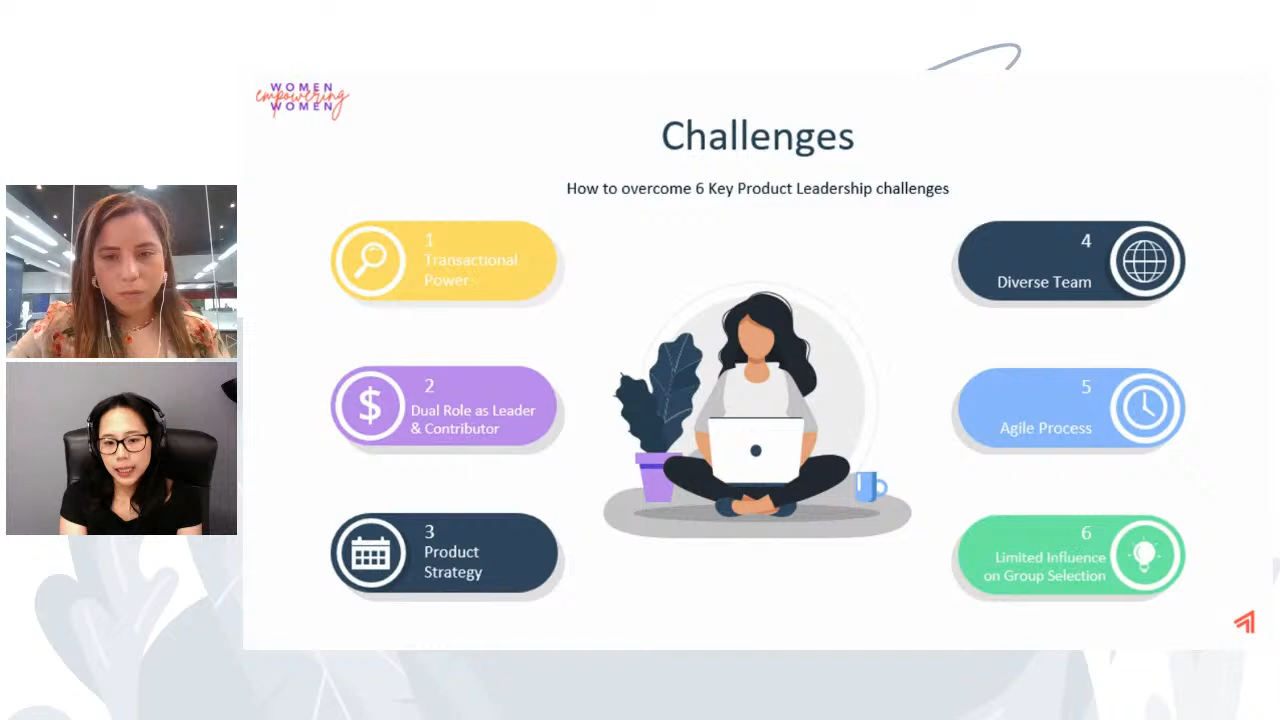 WOMEN
empowering
WOMEN
Challenges
How to overcome 6 Key Product Leadership challenges
1
Transactional
Power
2
Dual Role as Leader
& Contributor
3
Product
Strategy
4
Diverse Team
5
Agile Process
6
Limited Influence
on Group Selection